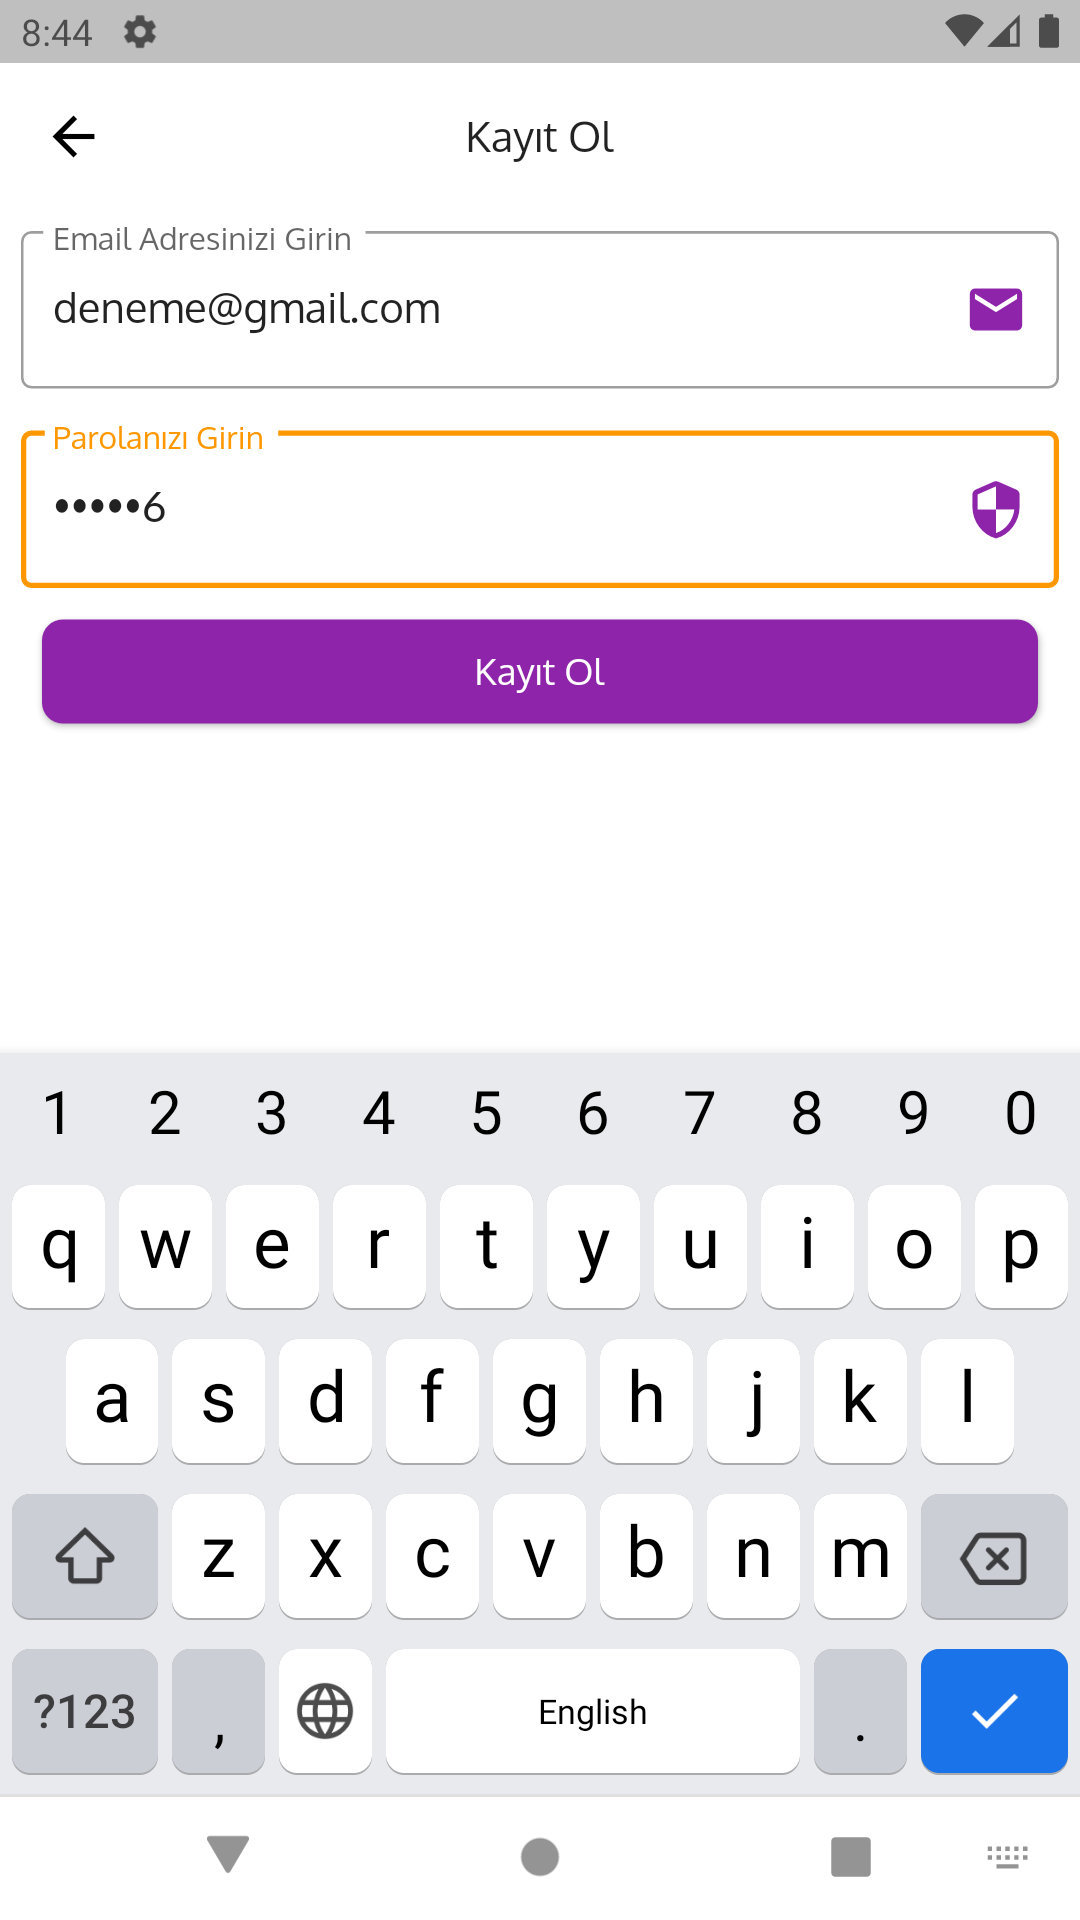 8:44
Kayıt Ol
Email Adresinizi Girin
deneme@gmail.com
Parolanızı Girin
•••••6
Kayıt Ol
1 2 3 4 5 6 7 8 9 0
q w e r t y u i o p
a s d f g h j k l
z x c v b n m
?123 , English .